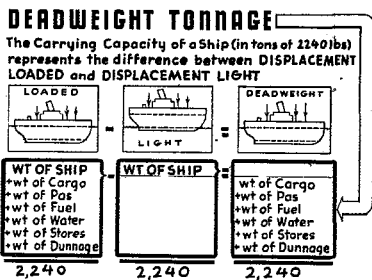 DEADWEIGHT TONNAGE
The Carrying Capacity of a Ship (in tons of 2240 lbs)
represents the difference between DISPLACEMENT
LOADED and DISPLACEMENT LIGHT
LOADED
-
LIGHT
=
DEADWEIGHT
WT OF SHIP
+wt of Cargo
+wt of Pas
+wt of Fuel
+wt of Water
+wt of Stores
+wt of Dunnage
2,240
-
WT OF SHIP
2,240
=
wt of Cargo
+wt of Pas
+wt of Fuel
+wt of Water
+wt of Stores
+wt of Dunnage
2,240